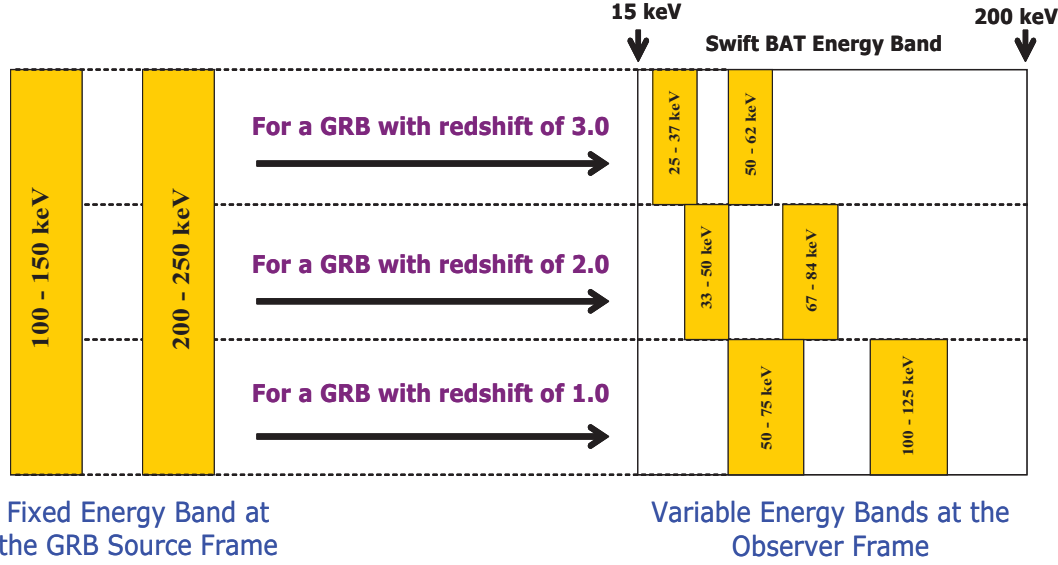 15 keV
200 keV
Swift BAT Energy Band
100 - 150 keV
200 - 250 keV
For a GRB with redshift of 3.0
25 - 37 keV
50 - 62 keV
For a GRB with redshift of 2.0
33 - 50 keV
67 - 84 keV
For a GRB with redshift of 1.0
50 - 75 keV
100 - 125 keV
Fixed Energy Band at
he GRB Source Frame
Variable Energy Bands at the
Observer Frame